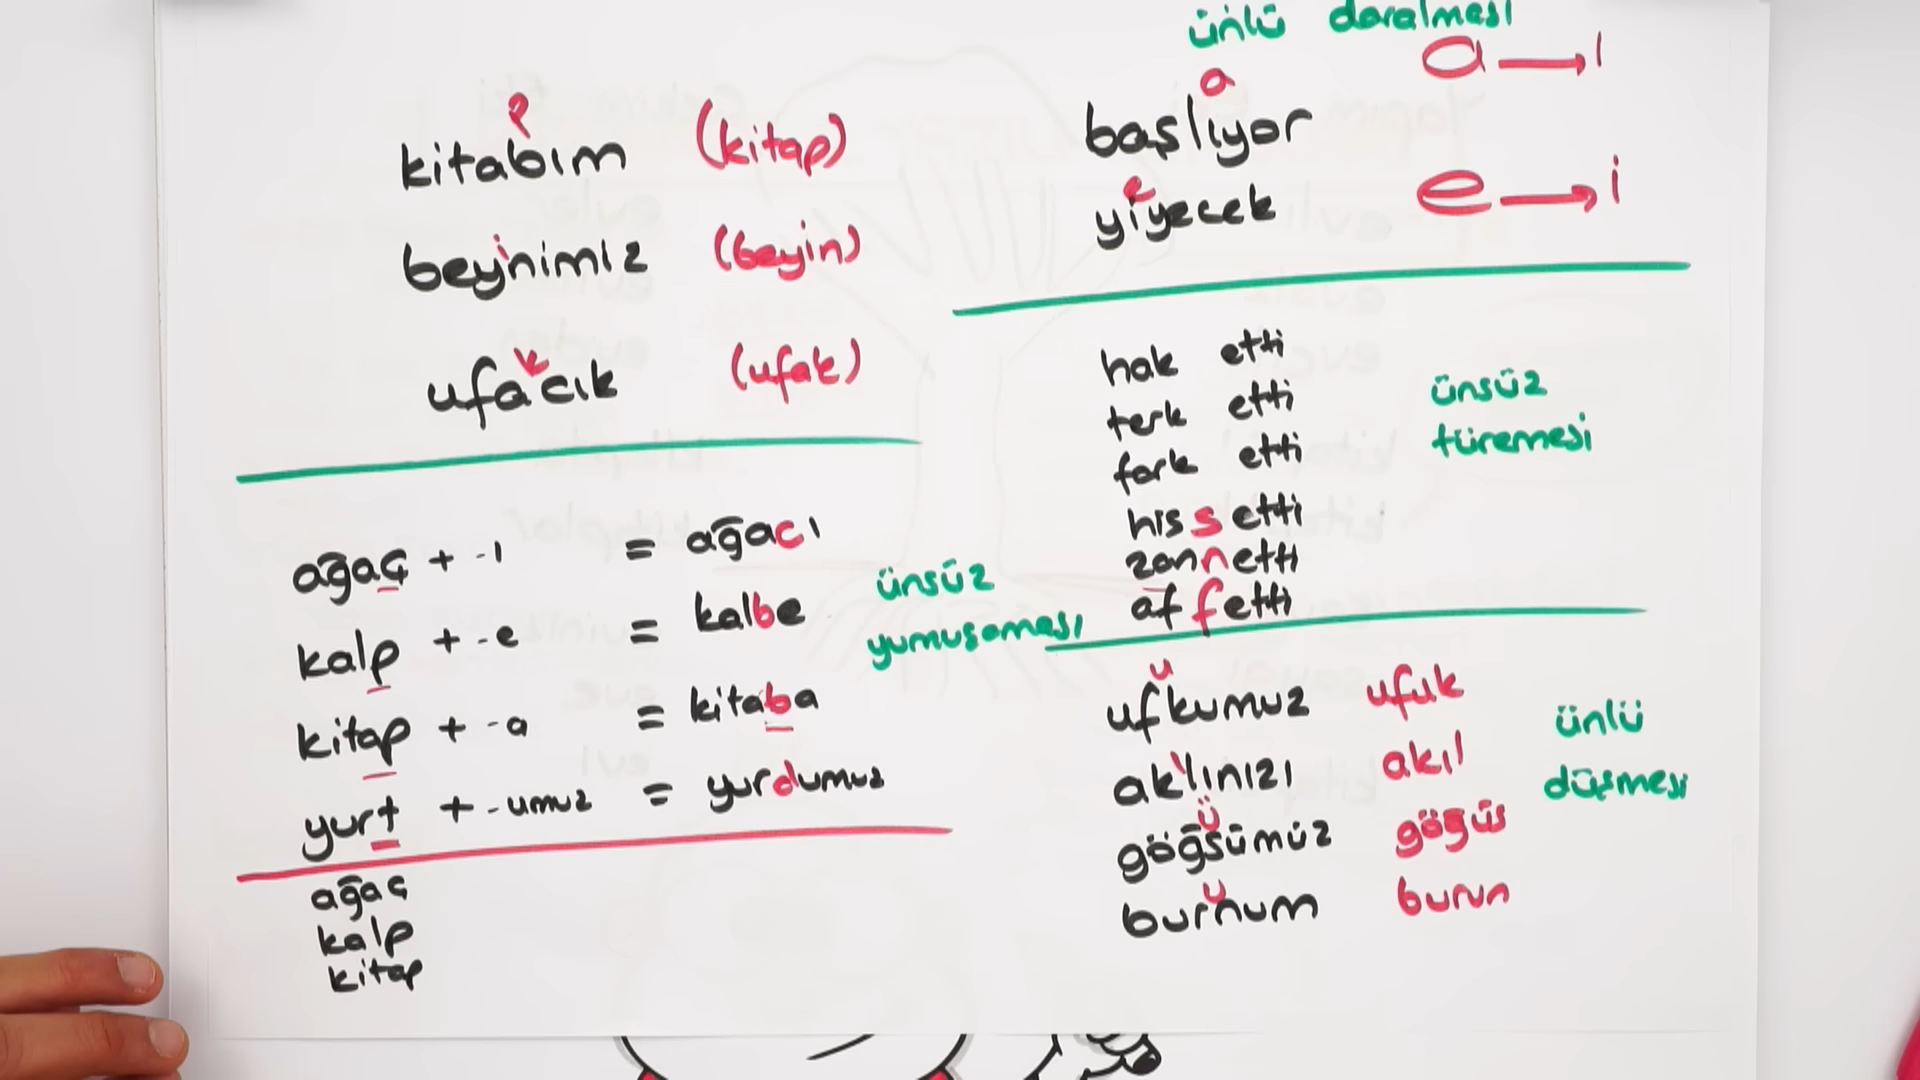 p
kitabım (kitap)
i
beynimiz (beyin)
k
ufacık (ufak)
ağaç + -ı = ağacı
kalp + -e = kalbe
kitap + -a = kitaba
yurt + -umuz = yurdumuz
ünsüz
yumuşaması
ağaç
kalp
kitap
ünlü daralması
a
başlıyor a → ı
e
yiyecek e → i
hak etti
terk etti
fark etti
hissetti
zannetti
affetti
ünsüz
türemesi
u
ufkumuz ufuk
ı
aklınızı akıl
ü
göğsümüz göğüs
u
burnum burun
ünlü
düşmesi